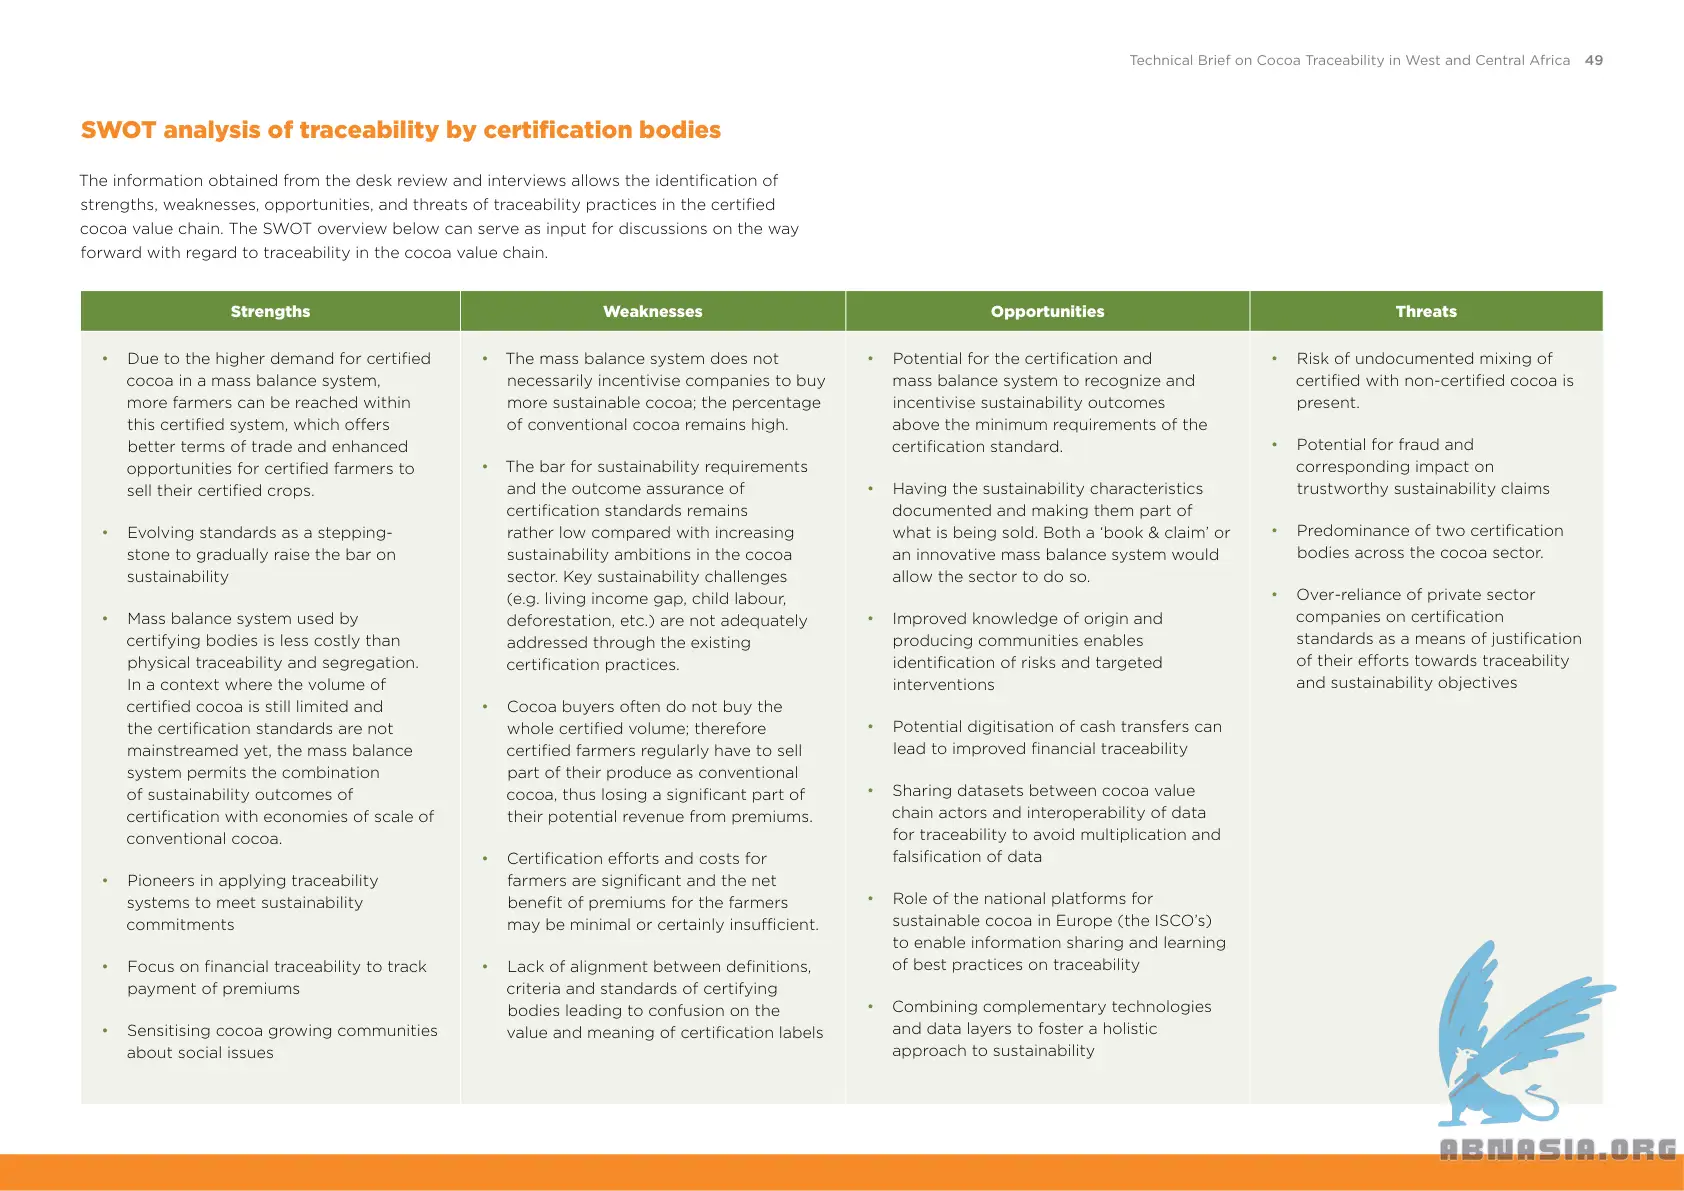 Technical Brief on Cocoa Traceability in West and Central Africa 49
SWOT analysis of traceability by certification bodies
The information obtained from the desk review and interviews allows the identification of
strengths, weaknesses, opportunities, and threats of traceability practices in the certified
cocoa value chain. The SWOT overview below can serve as input for discussions on the way
forward with regard to traceability in the cocoa value chain.
Strengths
• Due to the higher demand for certified
cocoa in a mass balance system,
more farmers can be reached within
this certified system, which offers
better terms of trade and enhanced
opportunities for certified farmers to
sell their certified crops.
• Evolving standards as a stepping-
stone to gradually raise the bar on
sustainability
• Mass balance system used by
certifying bodies is less costly than
physical traceability and segregation.
In a context where the volume of
certified cocoa is still limited and
the certification standards are not
mainstreamed yet, the mass balance
system permits the combination
of sustainability outcomes of
certification with economies of scale of
conventional cocoa.
• Pioneers in applying traceability
systems to meet sustainability
commitments
• Focus on financial traceability to track
payment of premiums
• Sensitising cocoa growing communities
about social issues
Weaknesses
• The mass balance system does not
necessarily incentivise companies to buy
more sustainable cocoa; the percentage
of conventional cocoa remains high.
• The bar for sustainability requirements
and the outcome assurance of
certification standards remains
rather low compared with increasing
sustainability ambitions in the cocoa
sector. Key sustainability challenges
(e.g. living income gap, child labour,
deforestation, etc.) are not adequately
addressed through the existing
certification practices.
• Cocoa buyers often do not buy the
whole certified volume; therefore
certified farmers regularly have to sell
part of their produce as conventional
cocoa, thus losing a significant part of
their potential revenue from premiums.
• Certification efforts and costs for
farmers are significant and the net
benefit of premiums for the farmers
may be minimal or certainly insufficient.
• Lack of alignment between definitions,
criteria and standards of certifying
bodies leading to confusion on the
value and meaning of certification labels
Opportunities
• Potential for the certification and
mass balance system to recognize and
incentivise sustainability outcomes
above the minimum requirements of the
certification standard.
• Having the sustainability characteristics
documented and making them part of
what is being sold. Both a ‘book & claim’ or
an innovative mass balance system would
allow the sector to do so.
• Improved knowledge of origin and
producing communities enables
identification of risks and targeted
interventions
• Potential digitisation of cash transfers can
lead to improved financial traceability
• Sharing datasets between cocoa value
chain actors and interoperability of data
for traceability to avoid multiplication and
falsification of data
• Role of the national platforms for
sustainable cocoa in Europe (the ISCO’s)
to enable information sharing and learning
of best practices on traceability
• Combining complementary technologies
and data layers to foster a holistic
approach to sustainability
Threats
• Risk of undocumented mixing of
certified with non-certified cocoa is
present.
• Potential for fraud and
corresponding impact on
trustworthy sustainability claims
• Predominance of two certification
bodies across the cocoa sector.
• Over-reliance of private sector
companies on certification
standards as a means of justification
of their efforts towards traceability
and sustainability objectives
ABNASIA.ORG